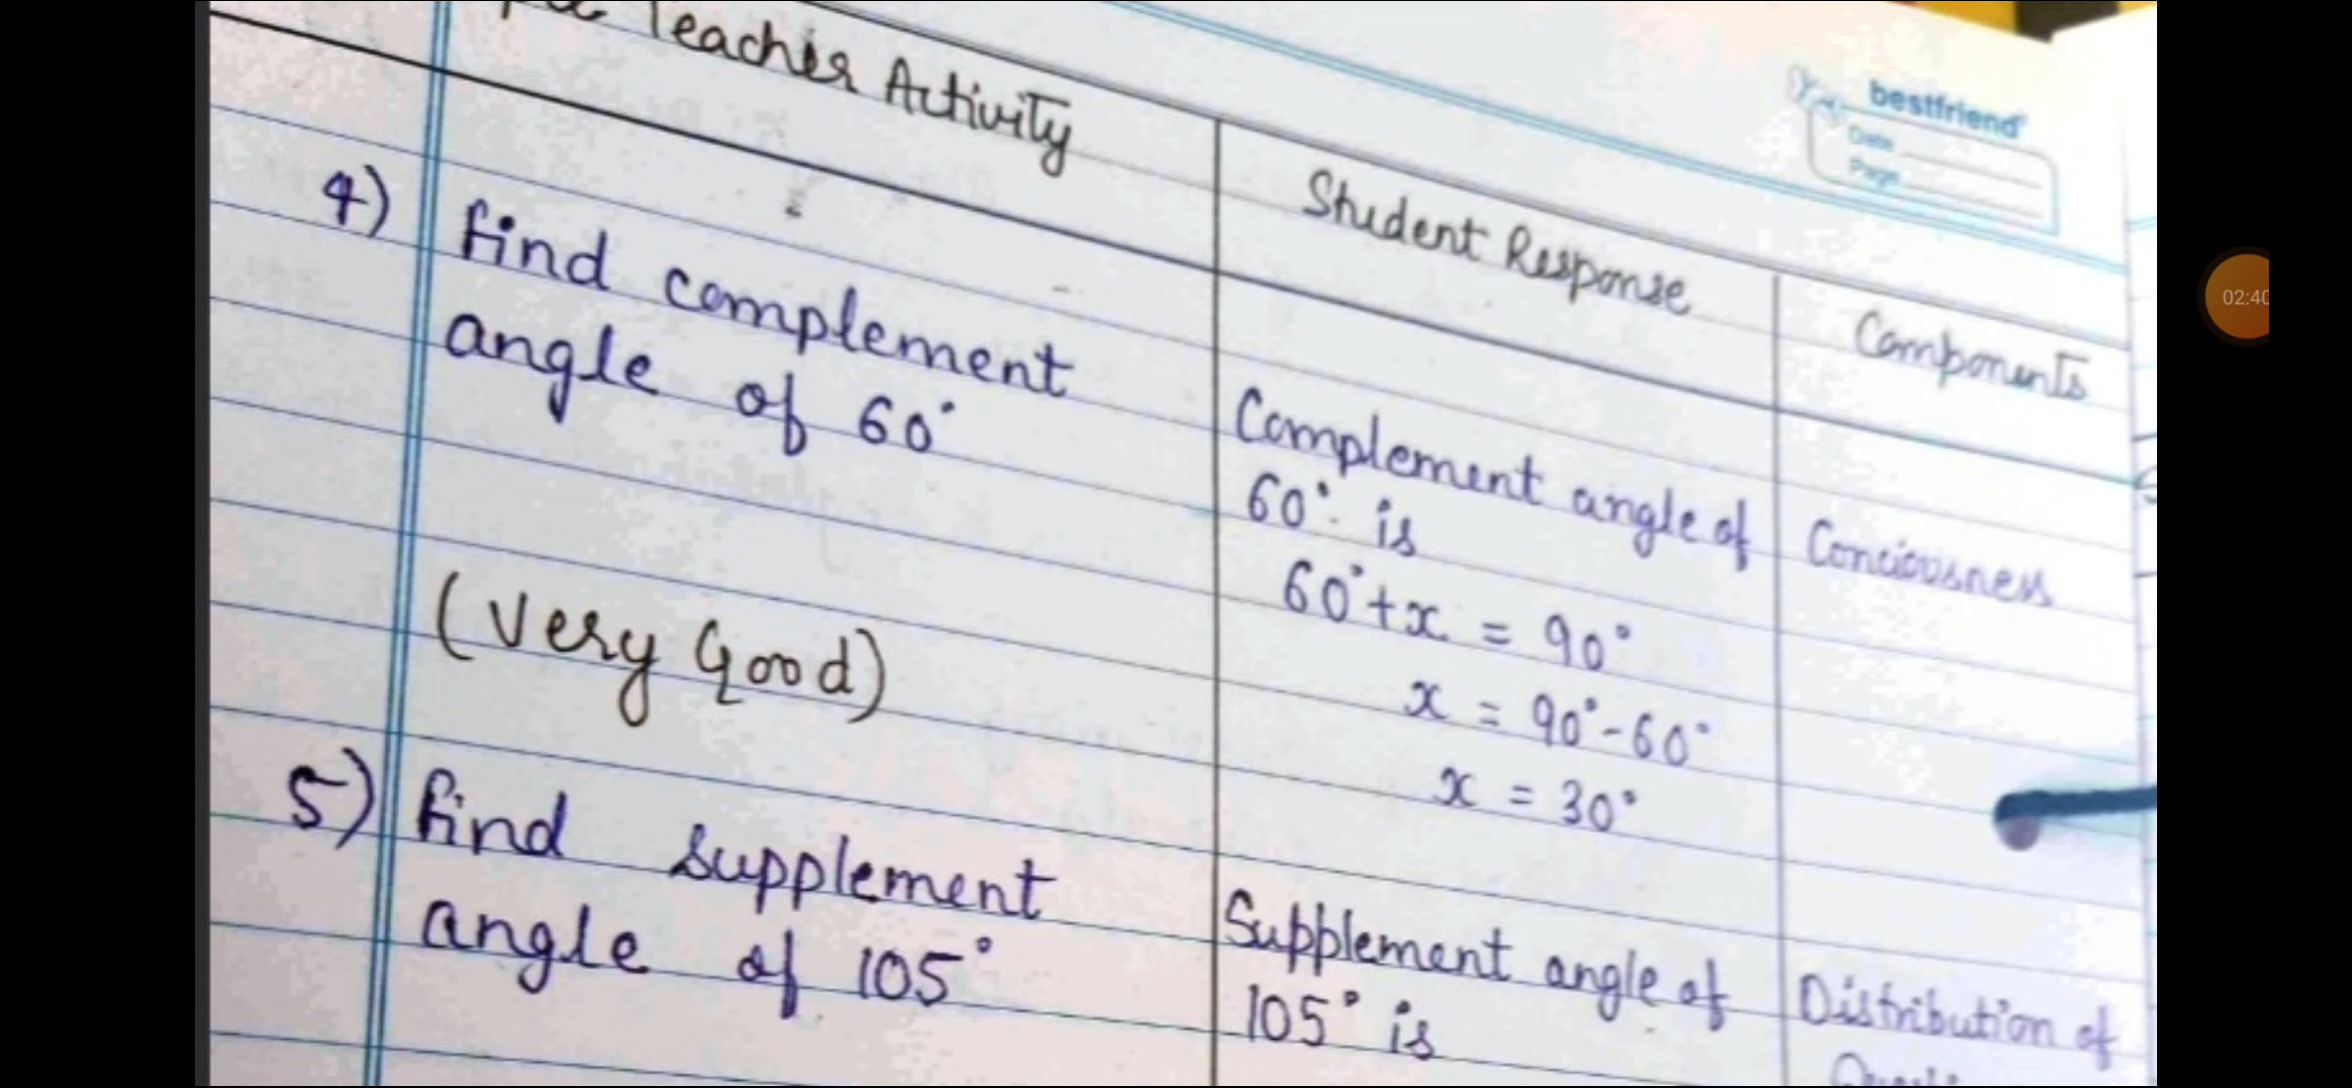 Teacher Activity
Student Response
Components
bestfriend
Date
Page
4) find complement
angle of 60°
Complement angle of
60° is
60°+x = 90°
x = 90°-60°
x = 30°
Conciousness
(Very Good)
5) find supplement
angle of 105°
Supplement angle of
105° is
Distribution of
02:40